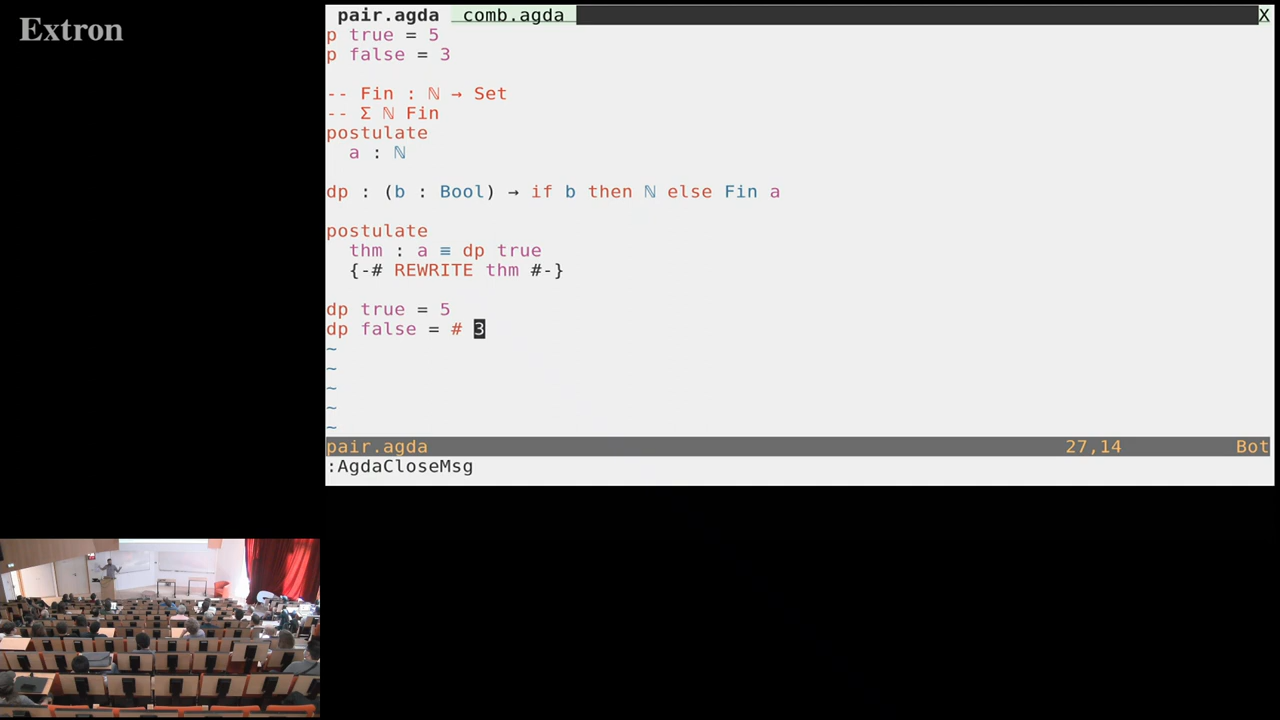 Extron
pair.agda comb.agda X
p true = 5
p false = 3
-- Fin : ℕ → Set
-- Σ ℕ Fin
postulate
a : ℕ
dp : (b : Bool) → if b then ℕ else Fin a
postulate
thm : a ≡ dp true
{-# REWRITE thm #-}
dp true = 5
dp false = # 3
~
~
~
~
~
pair.agda 27,14 Bot
:AgdaCloseMsg